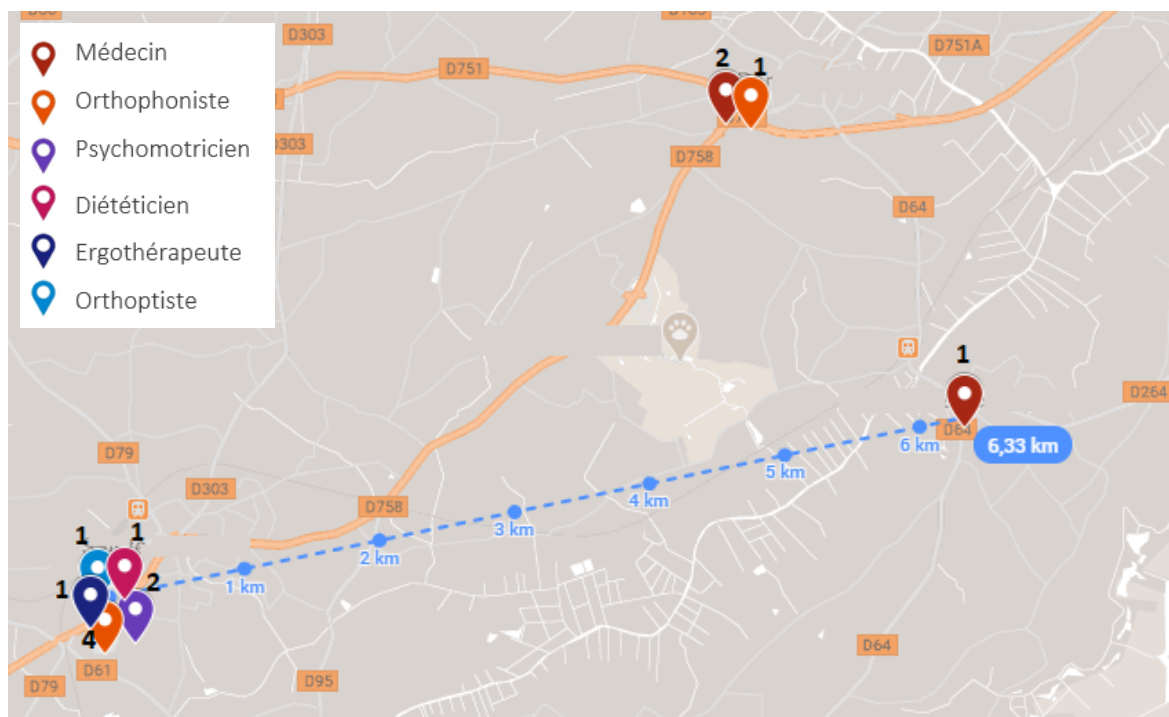 Médecin
Orthophoniste
Psychomotricien
Diététicien
Ergothérapeute
Orthoptiste
D303
D751A
D751
2
1
303
D758
D64
1
D264
D64
6,33 km
6 km
5 km
4 km
3 km
2 km
1 km
D79
D303
D758
1
1
1
2
4
D61
D79
D95
D64